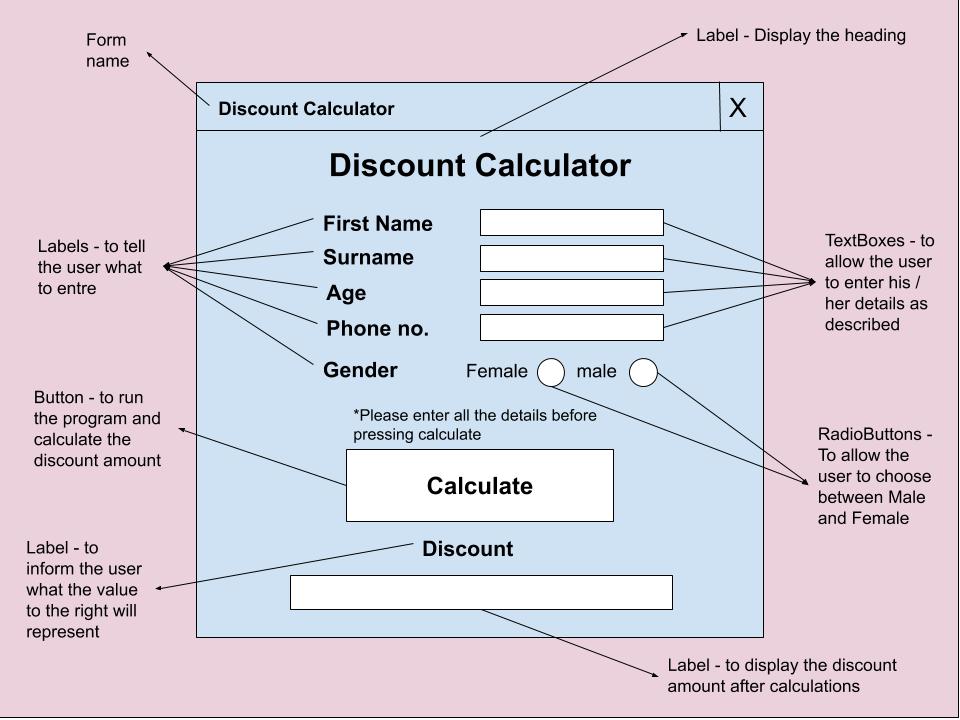 Form
name
Label - Display the heading
Discount Calculator
X
Discount Calculator
First Name
Surname
Age
Phone no.
Gender
Female
male
Labels - to tell
the user what
to entre
TextBoxes - to
allow the user
to enter his /
her details as
described
Button - to run
the program and
calculate the
discount amount
*Please enter all the details before
pressing calculate
Calculate
RadioButtons -
To allow the
user to choose
between Male
and Female
Label - to
inform the user
what the value
to the right will
represent
Discount
Label - to display the discount
amount after calculations